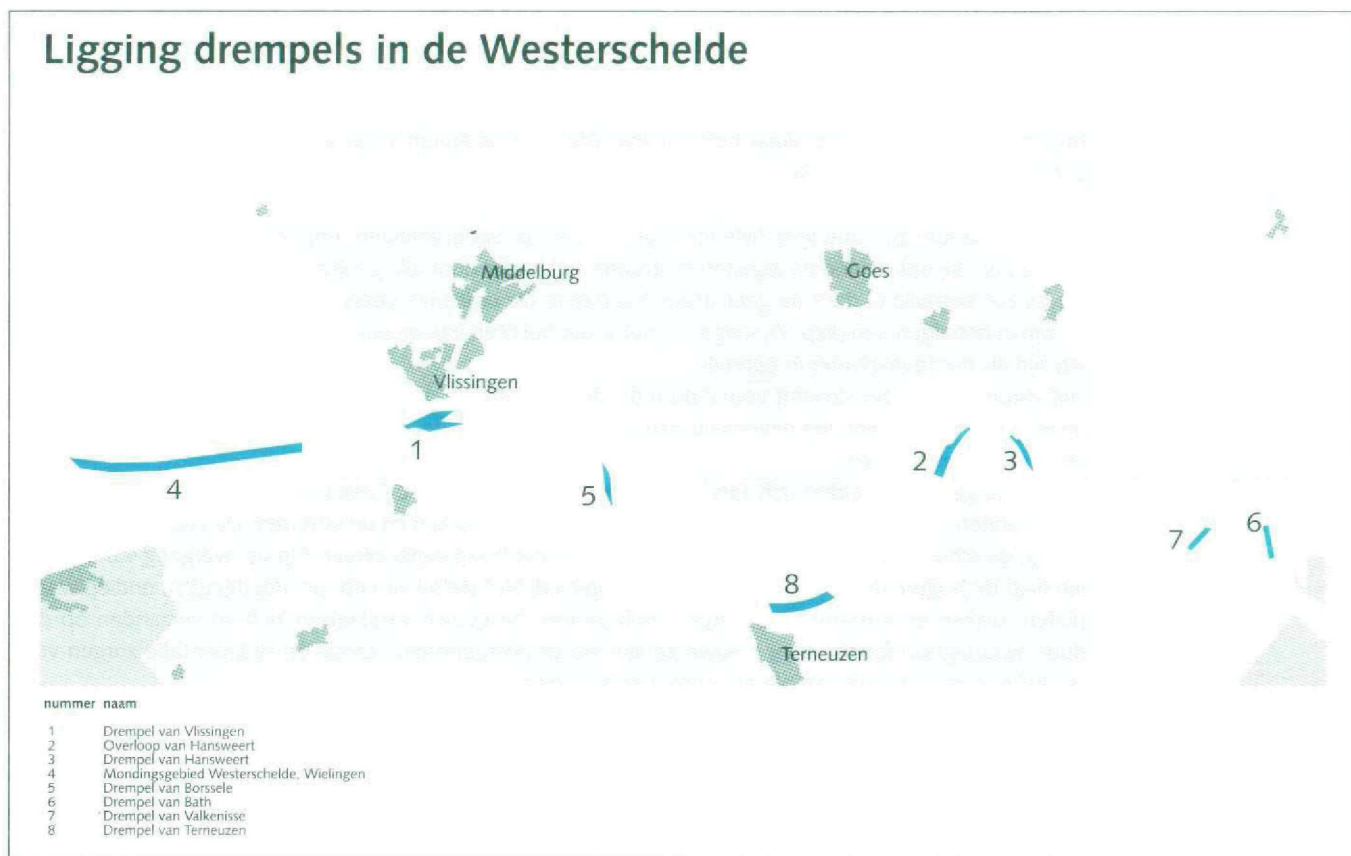 Ligging drempels in de Westerschelde
Middelburg
Goes
Vlissingen
1
2
3
4
5
6
7
8
Terneuzen
nummer naam
1 Drempel van Vlissingen
2 Overloop van Hansweert
3 Drempel van Hansweert
4 Mondingsgebied Westerschelde, Wielingen
5 Drempel van Borssele
6 Drempel van Bath
7 Drempel van Valkenisse
8 Drempel van Terneuzen